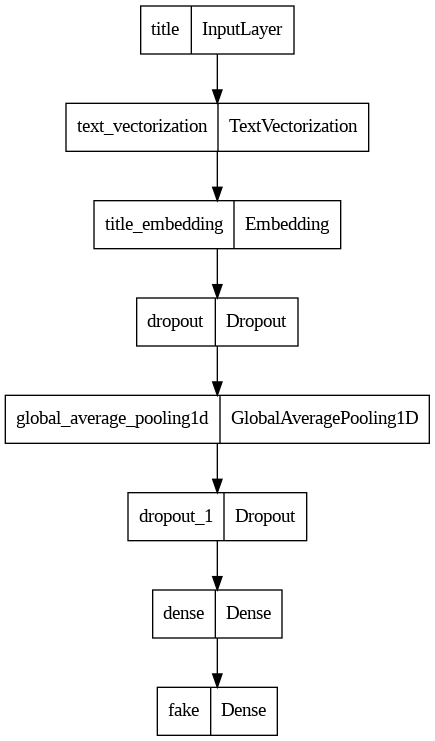 title InputLayer
text_vectorization TextVectorization
title_embedding Embedding
dropout Dropout
global_average_pooling1d GlobalAveragePooling1D
dropout_1 Dropout
dense Dense
fake Dense